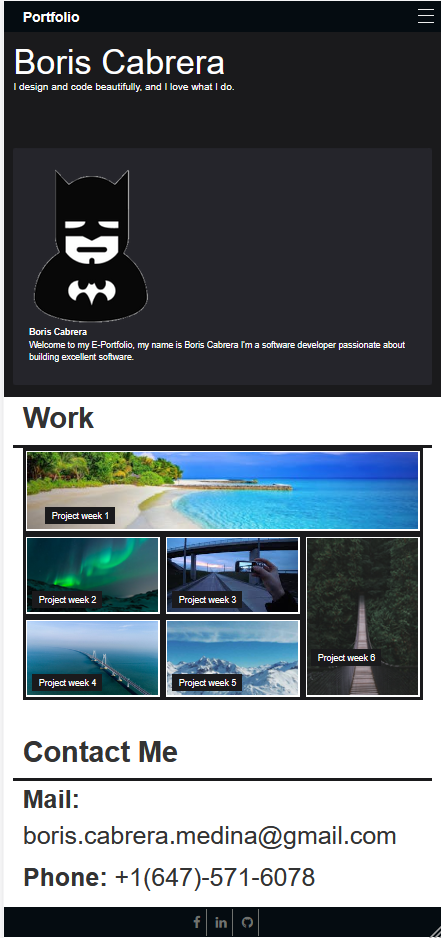 Portfolio
Boris Cabrera
I design and code beautifully, and I love what I do.
Boris Cabrera
Welcome to my E-Portfolio, my name is Boris Cabrera I'm a software developer passionate about
building excellent software.
Work
Project week 1
Project week 2
Project week 3
Project week 6
Project week 4
Project week 5
Contact Me
Mail:
boris.cabrera.medina@gmail.com
Phone: +1(647)-571-6078